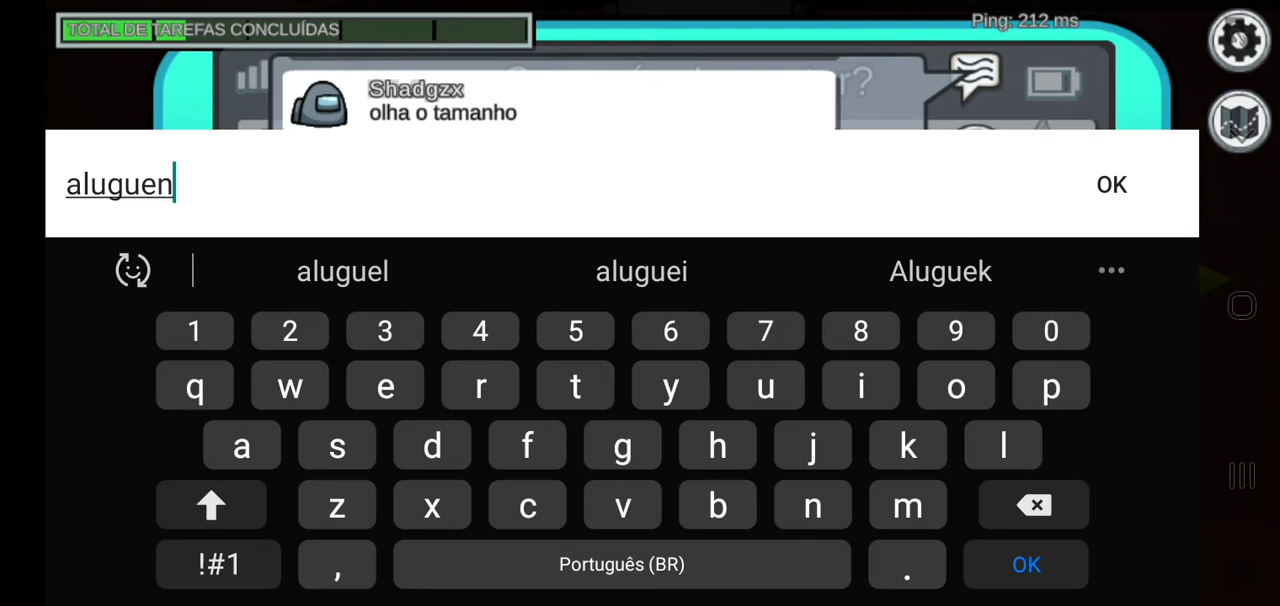 TOTAL DE TAREFAS CONCLUÍDAS
Ping: 212 ms
r?
Shadgzx
olha o tamanho
aluguen
OK
aluguel aluguei Aluguek
1 2 3 4 5 6 7 8 9 0
q w e r t y u i o p
a s d f g h j k l
z x c v b n m
!#1 , Português (BR) . OK